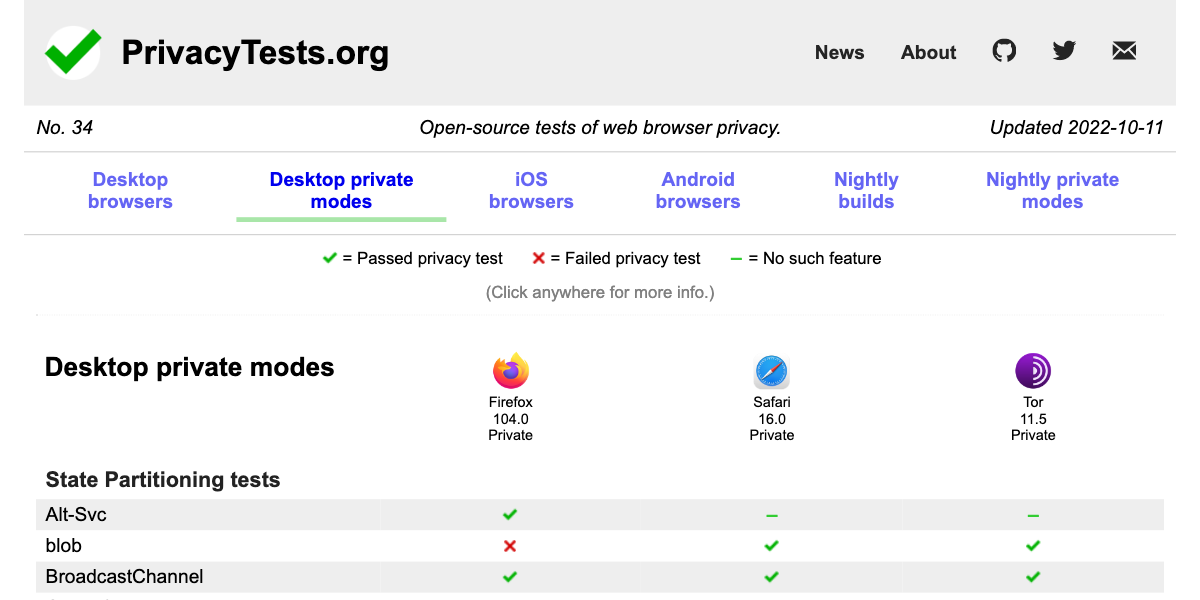 PrivacyTests.org
News About
No. 34 Open-source tests of web browser privacy. Updated 2022-10-11
Desktop browsers Desktop private modes iOS browsers Android browsers Nightly builds Nightly private modes
= Passed privacy test = Failed privacy test = No such feature
(Click anywhere for more info.)
Desktop private modes
Firefox 104.0 Private
Safari 16.0 Private
Tor 11.5 Private
State Partitioning tests
Alt-Svc
blob
BroadcastChannel